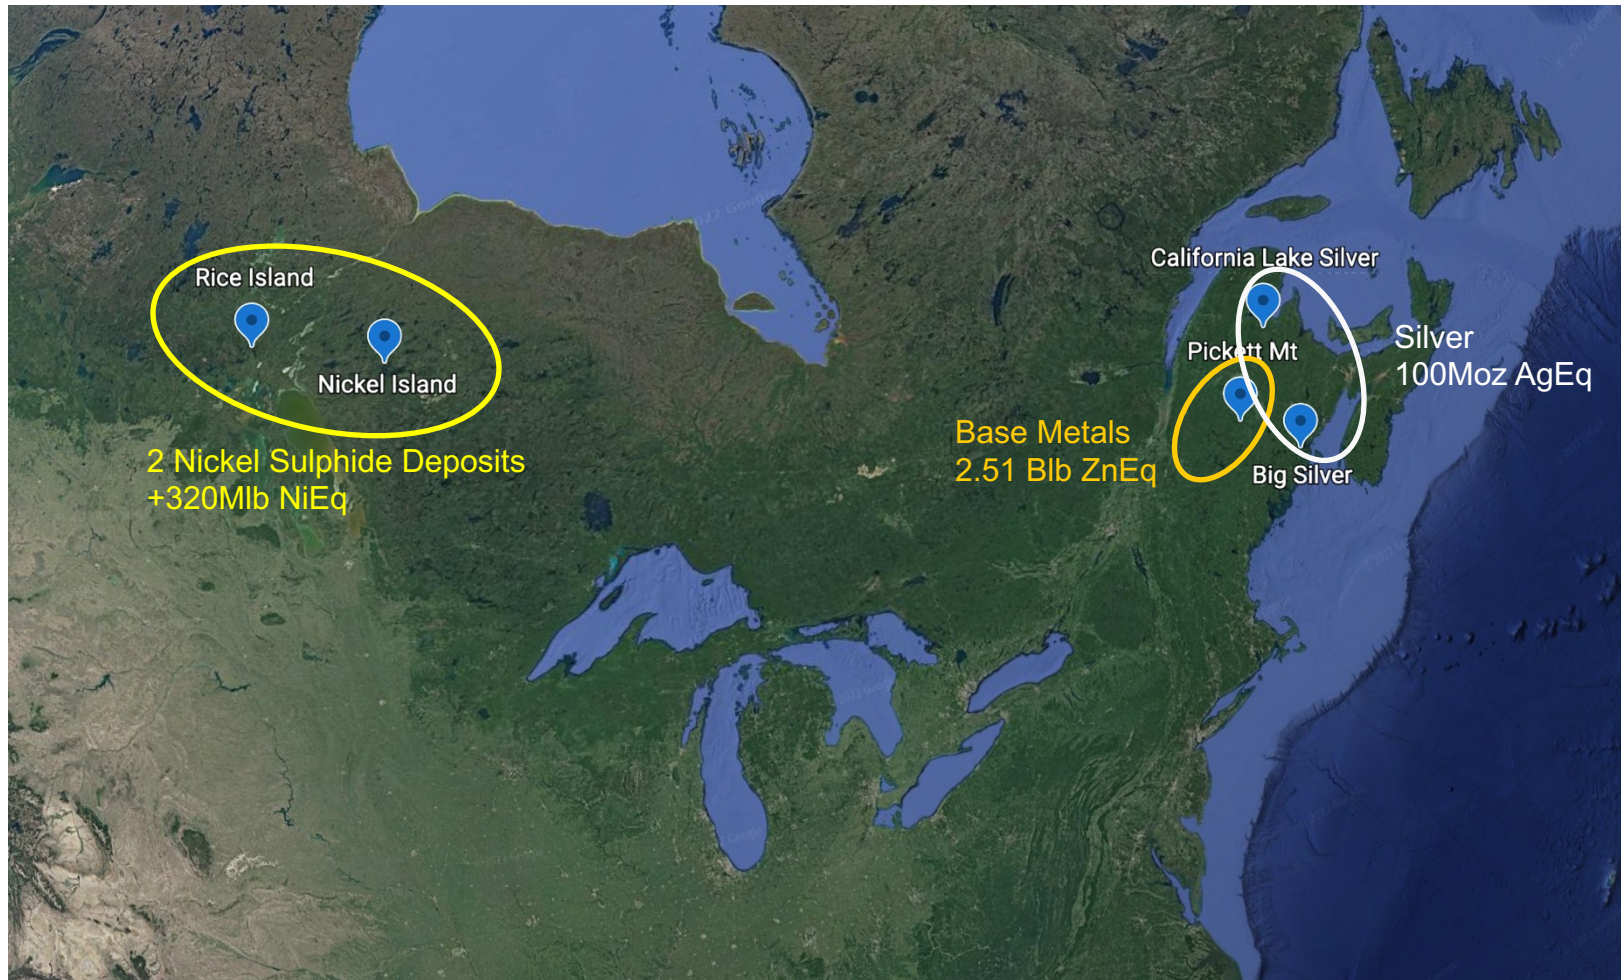 Rice Island
Nickel Island
2 Nickel Sulphide Deposits
+320Mlb NiEq
California Lake Silver
Pickett Mt
Silver
100Moz AgEq
Base Metals
2.51 Blb ZnEq
Big Silver